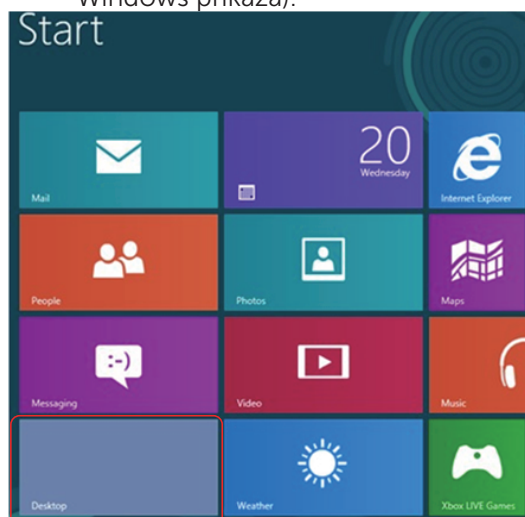 Windows prikaza).
Start
20
Wednesday
Mail
Internet Explorer
People
Photos
Maps
Messaging
Video
Music
Desktop
Weather
Xbox LIVE Games